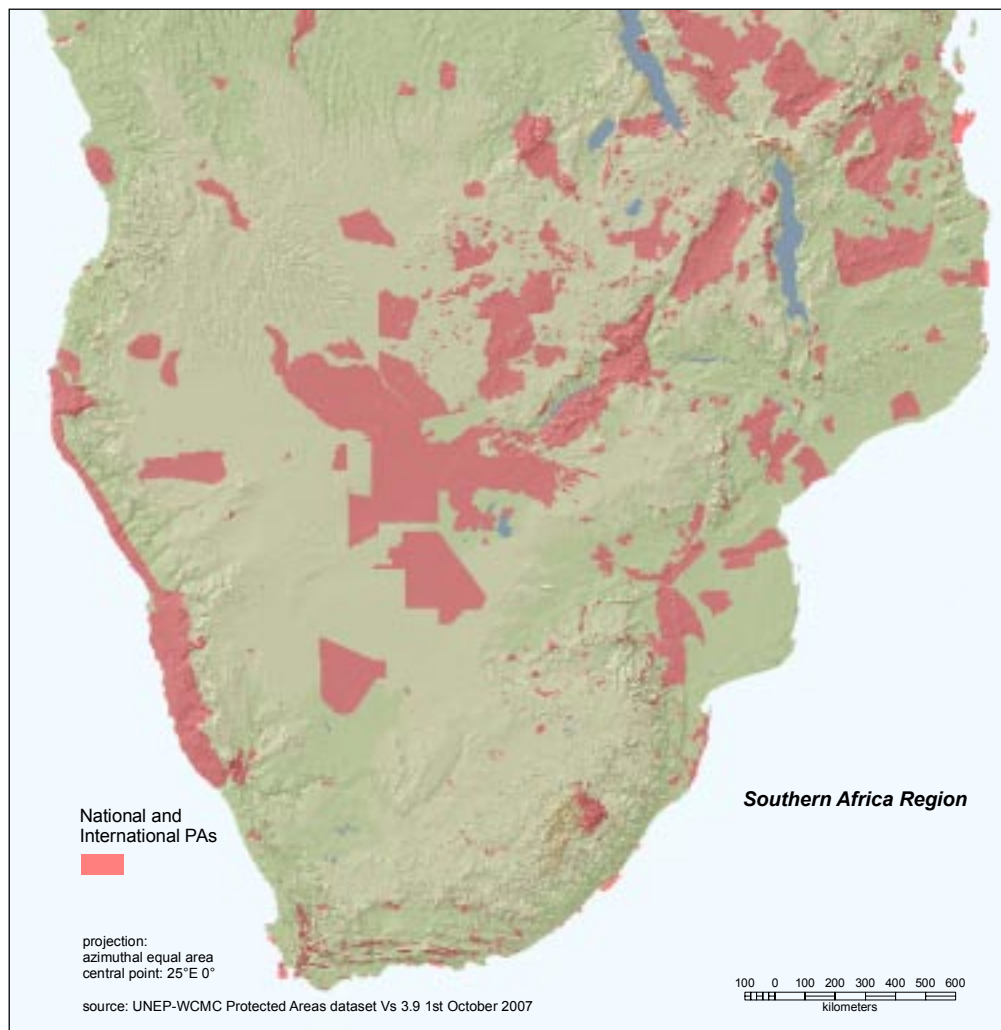 Southern Africa Region
National and
International PAs
projection:
azimuthal equal area
central point: 25°E 0°
source: UNEP-WCMC Protected Areas dataset Vs 3.9 1st October 2007
100 0 100 200 300 400 500 600
kilometers